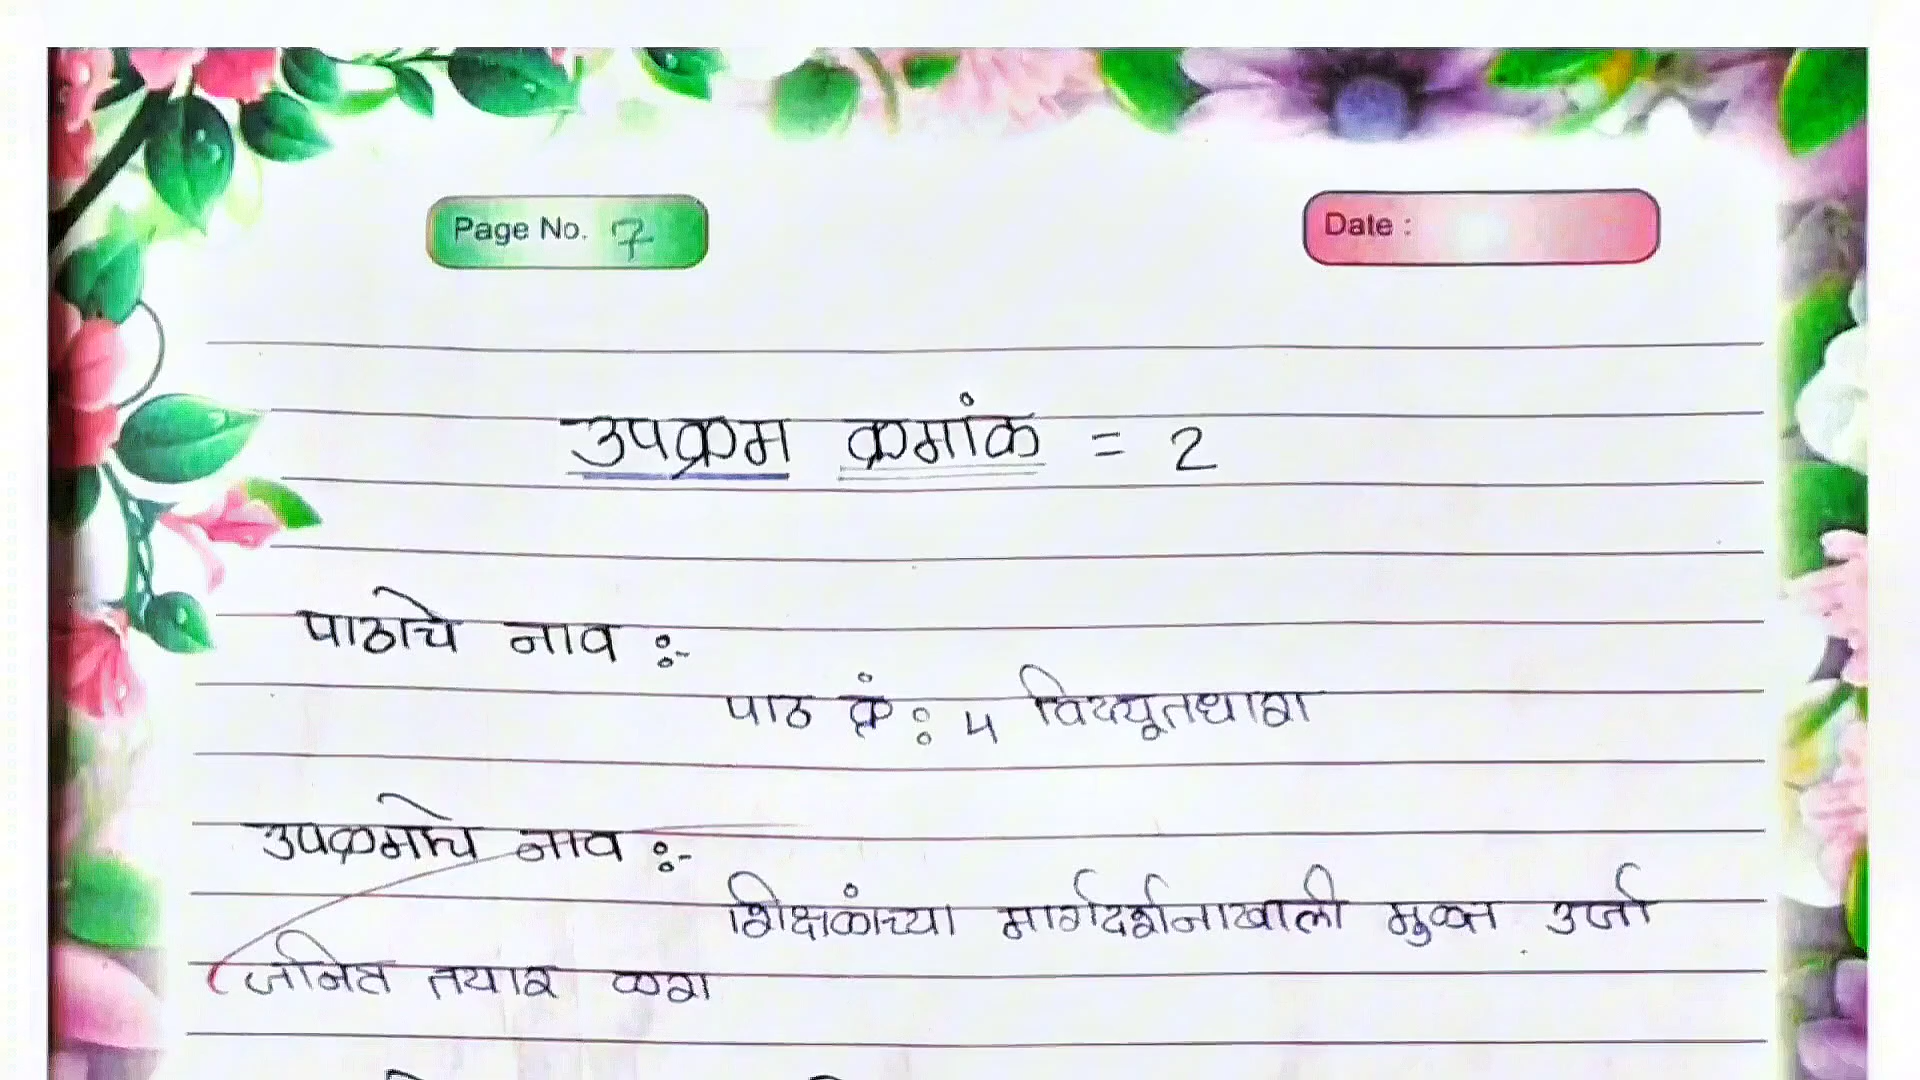 Page No. 7
Date :
उपक्रम क्रमांक = 2
पाठाचे नाव :-
पाठ क्रं : 4 विद्यूतधारा
उपक्रमाचे नाव :-
शिक्षकांच्या मार्गदर्शनाखाली मुक्त उर्जा
जनित्र तयार करा